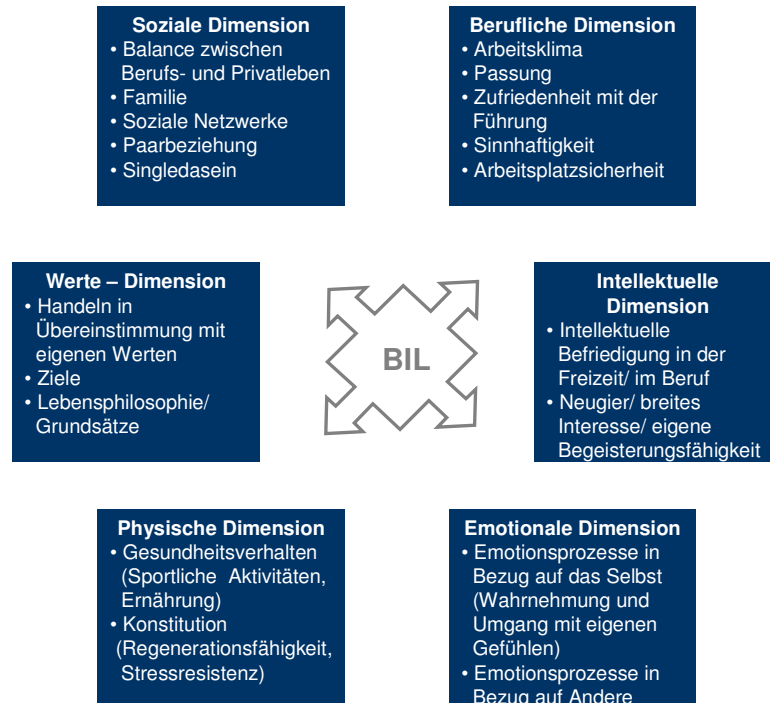 Soziale Dimension
• Balance zwischen
Berufs- und Privatleben
• Familie
• Soziale Netzwerke
• Paarbeziehung
• Singledasein
Berufliche Dimension
• Arbeitsklima
• Passung
• Zufriedenheit mit der
Führung
• Sinnhaftigkeit
• Arbeitsplatzsicherheit
Werte – Dimension
• Handeln in
Übereinstimmung mit
eigenen Werten
• Ziele
• Lebensphilosophie/
Grundsätze
BIL
Intellektuelle
Dimension
• Intellektuelle
Befriedigung in der
Freizeit/ im Beruf
• Neugier/ breites
Interesse/ eigene
Begeisterungsfähigkeit
Physische Dimension
• Gesundheitsverhalten
(Sportliche Aktivitäten,
Ernährung)
• Konstitution
(Regenerationsfähigkeit,
Stressresistenz)
Emotionale Dimension
• Emotionsprozesse in
Bezug auf das Selbst
(Wahrnehmung und
Umgang mit eigenen
Gefühlen)
• Emotionsprozesse in
Bezug auf Andere